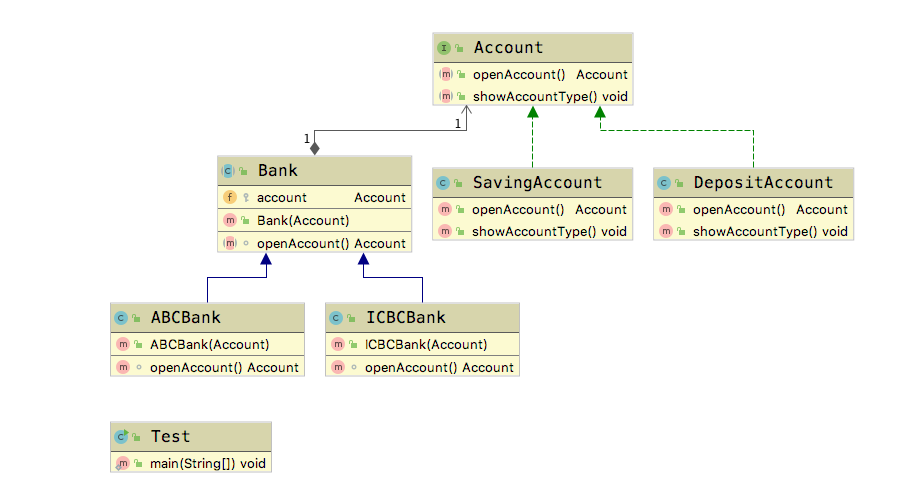 Account
openAccount() Account
showAccountType() void
1
1
Bank
account Account
Bank(Account)
openAccount() Account
SavingAccount
openAccount() Account
showAccountType() void
DepositAccount
openAccount() Account
showAccountType() void
ABCBank
ABCBank(Account)
openAccount() Account
ICBCBank
ICBCBank(Account)
openAccount() Account
Test
main(String[]) void